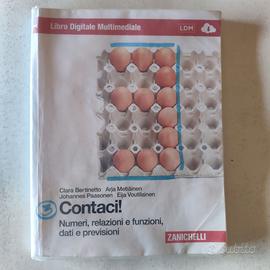 Libro Digitale Multimediale
LDM
Clara Bertinetto Arja Metiäinen
Johannes Paasonen Eija Voutilainen
3 Contaci!
Numeri, relazioni e funzioni,
dati e previsioni
ZANICHELLI
subito